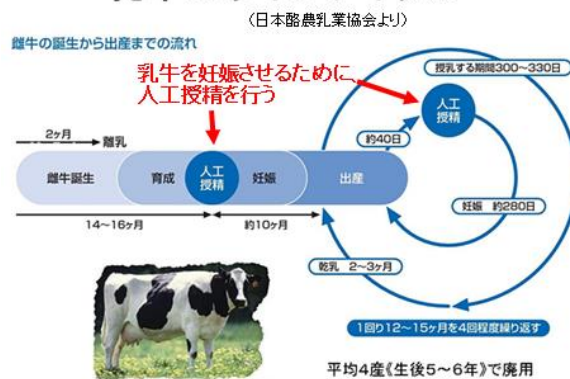 (日本酪農乳業協会より)
雌牛の誕生から出産までの流れ
乳牛を妊娠させるために
人工授精を行う
授乳する期間300〜330日
人工
授精
2ヶ月
離乳
約40日
雌牛誕生
育成
人工
授精
妊娠
出産
妊娠 約280日
14〜16ヶ月
約10ヶ月
乾乳 2〜3ヶ月
1回り12〜15ヶ月を4回程度繰り返す
平均4産《生後5〜6年》で廃用